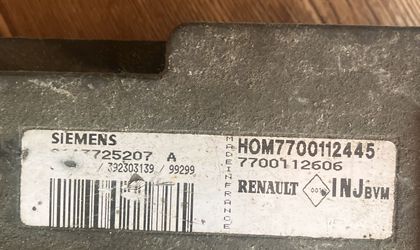 SIEMENS
725207 A
/ 392303139 / 99299
MADE IN FRANCE
HOM7700112445
7700112606
RENAULT INJ BVM